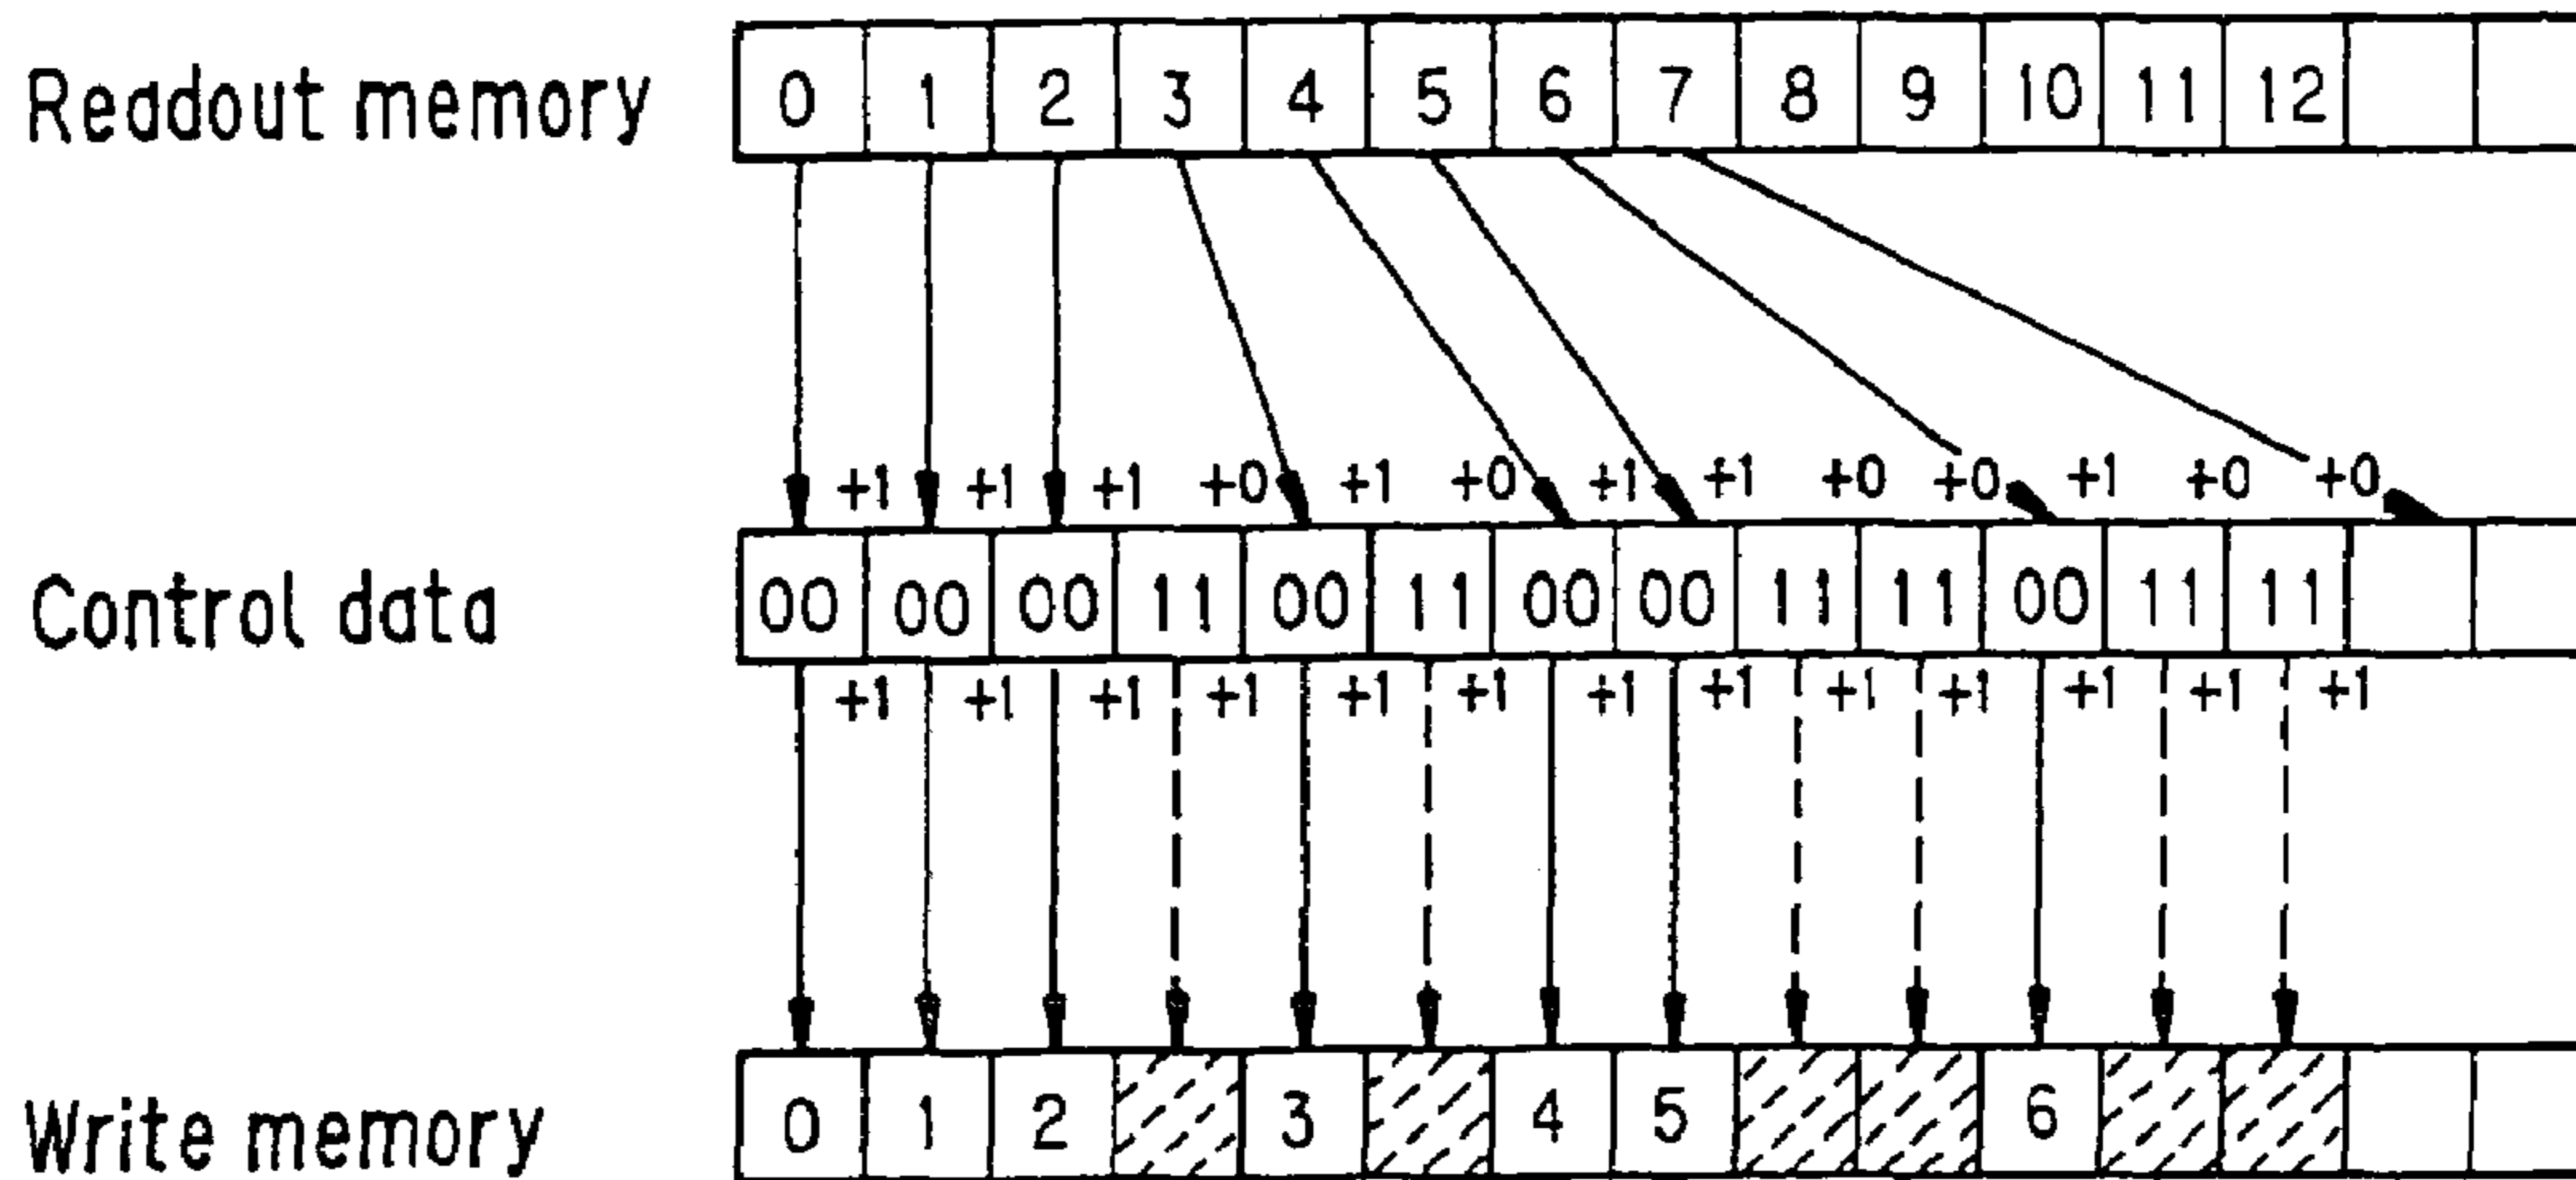 Readout memory 0 1 2 3 4 5 6 7 8 9 10 11 12
+1 +1 +1 +0 +1 +0 +1 +1 +0 +0 +1 +0 +0
Control data 00 00 00 11 00 11 00 00 11 11 00 11 11
+1 +1 +1 +1 +1 +1 +1 +1 +1 +1 +1 +1 +1
Write memory 0 1 2 3 4 5 6